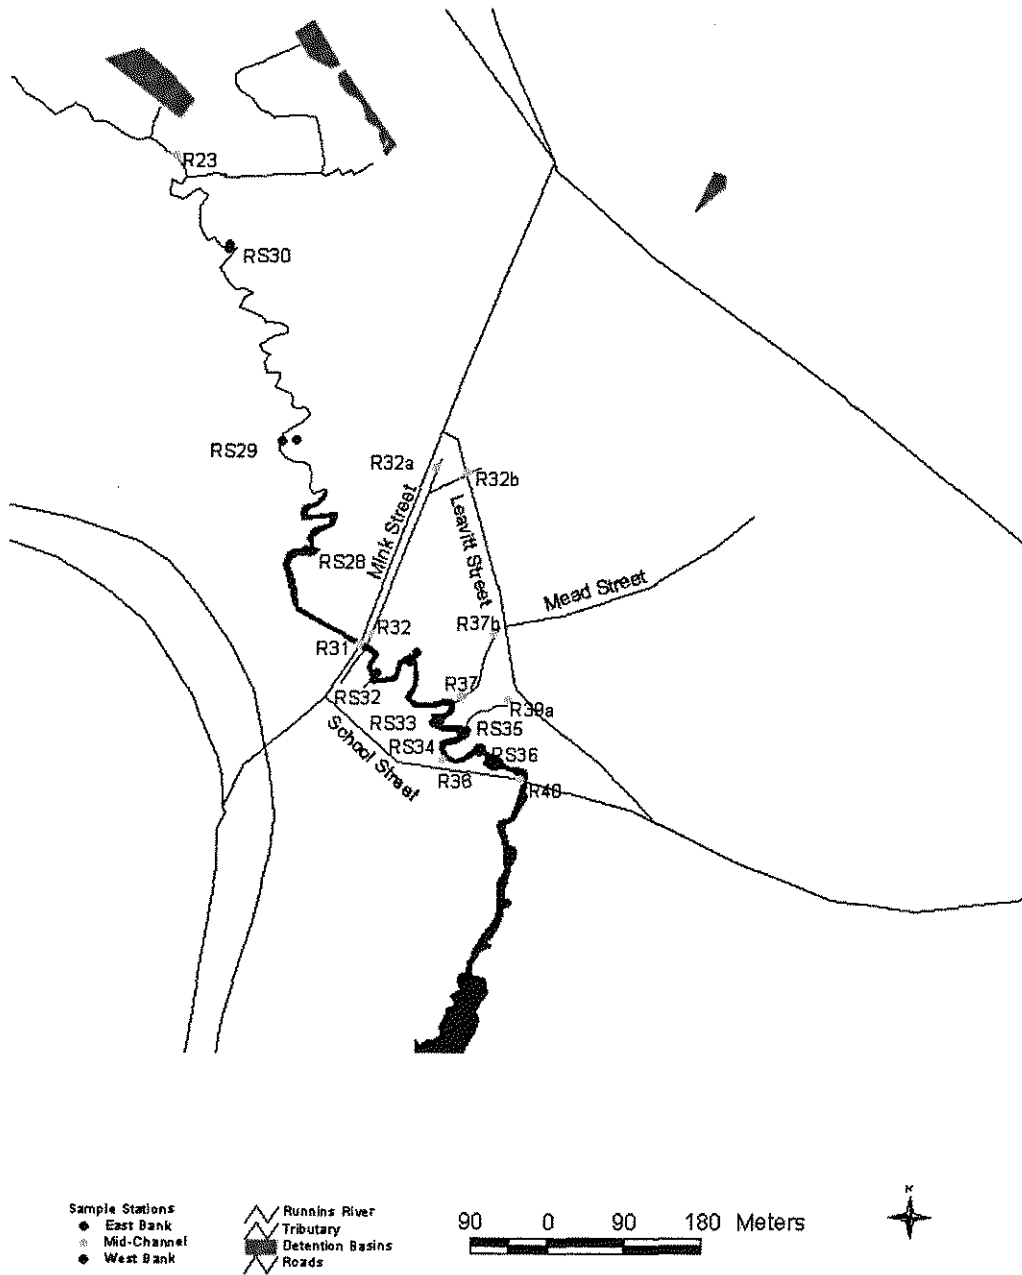 R23
RS30
RS29
R32a
R32b
Mink Street
Leavitt Street
RS28
Mead Street
R37b
R32
R31
R37
RS32
R39a
RS33
RS35
School Street
RS34
RS36
R36
R40
N
Sample Stations
East Bank
Mid-Channel
West Bank
Runnins River
Tributary
Detention Basins
Roads
90 0 90 180 Meters